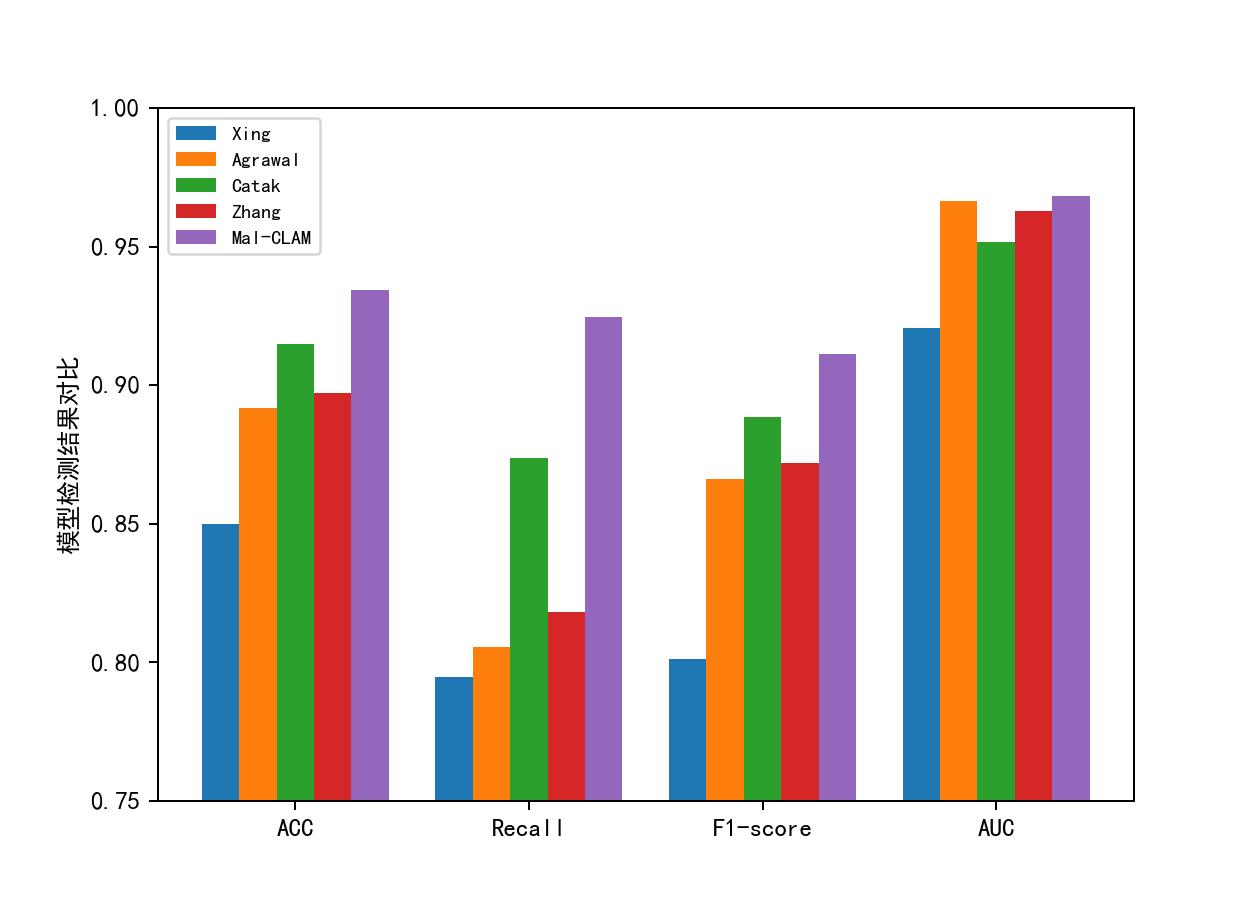 1.00
0.95
0.90
0.85
0.80
0.75
模型检测结果对比
Xing
Agrawal
Catak
Zhang
Mal-CLAM
ACC
Recall
F1-score
AUC